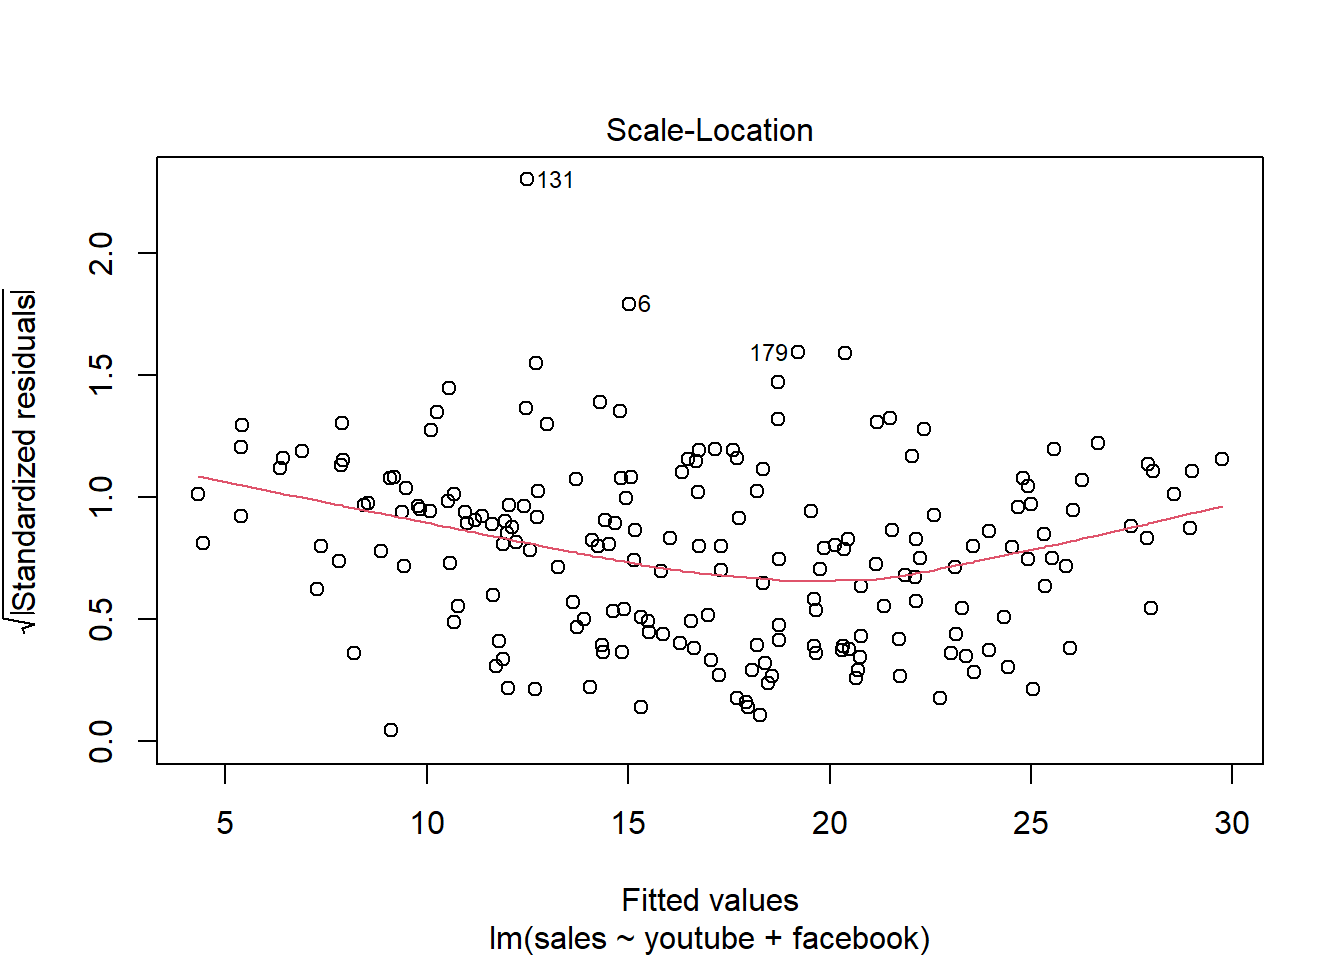 Scale-Location
√|Standardized residuals|
2.0
1.5
1.0
0.5
0.0
131
6
179
5 10 15 20 25 30
Fitted values
lm(sales ~ youtube + facebook)